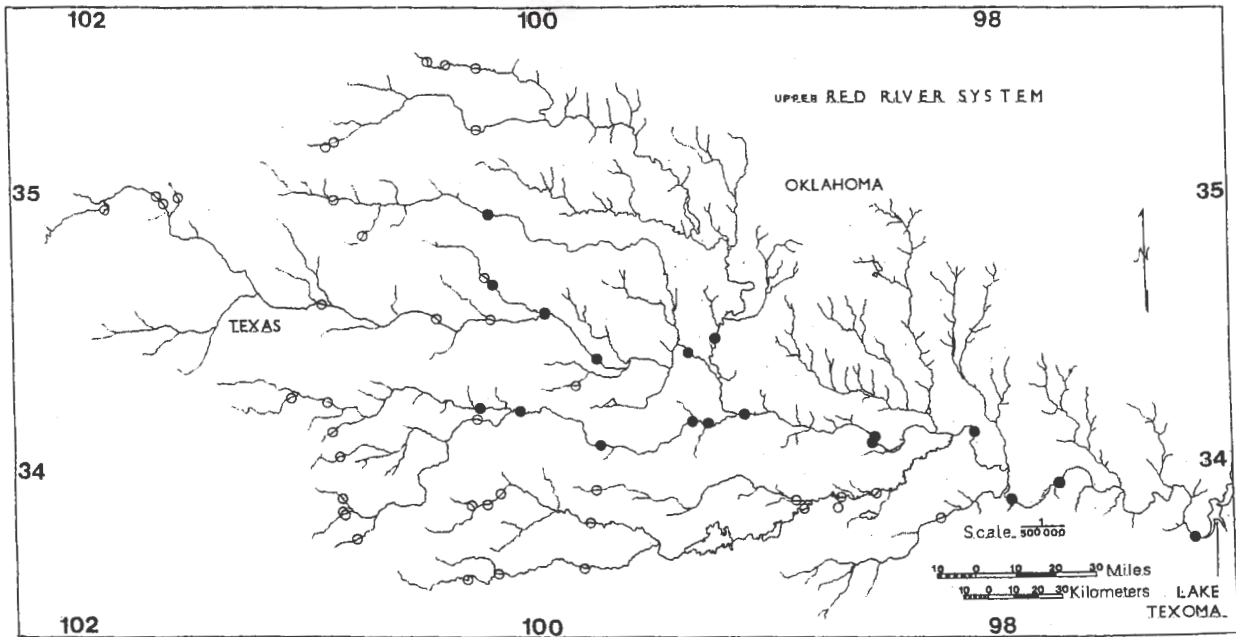 102 100 98
UPPER RED RIVER SYSTEM
OKLAHOMA
35 35
N
TEXAS
34 34
Scale 1/500 000
10 0 10 20 30 Miles
10 0 10 20 30 Kilometers
LAKE
TEXOMA
102 100 98